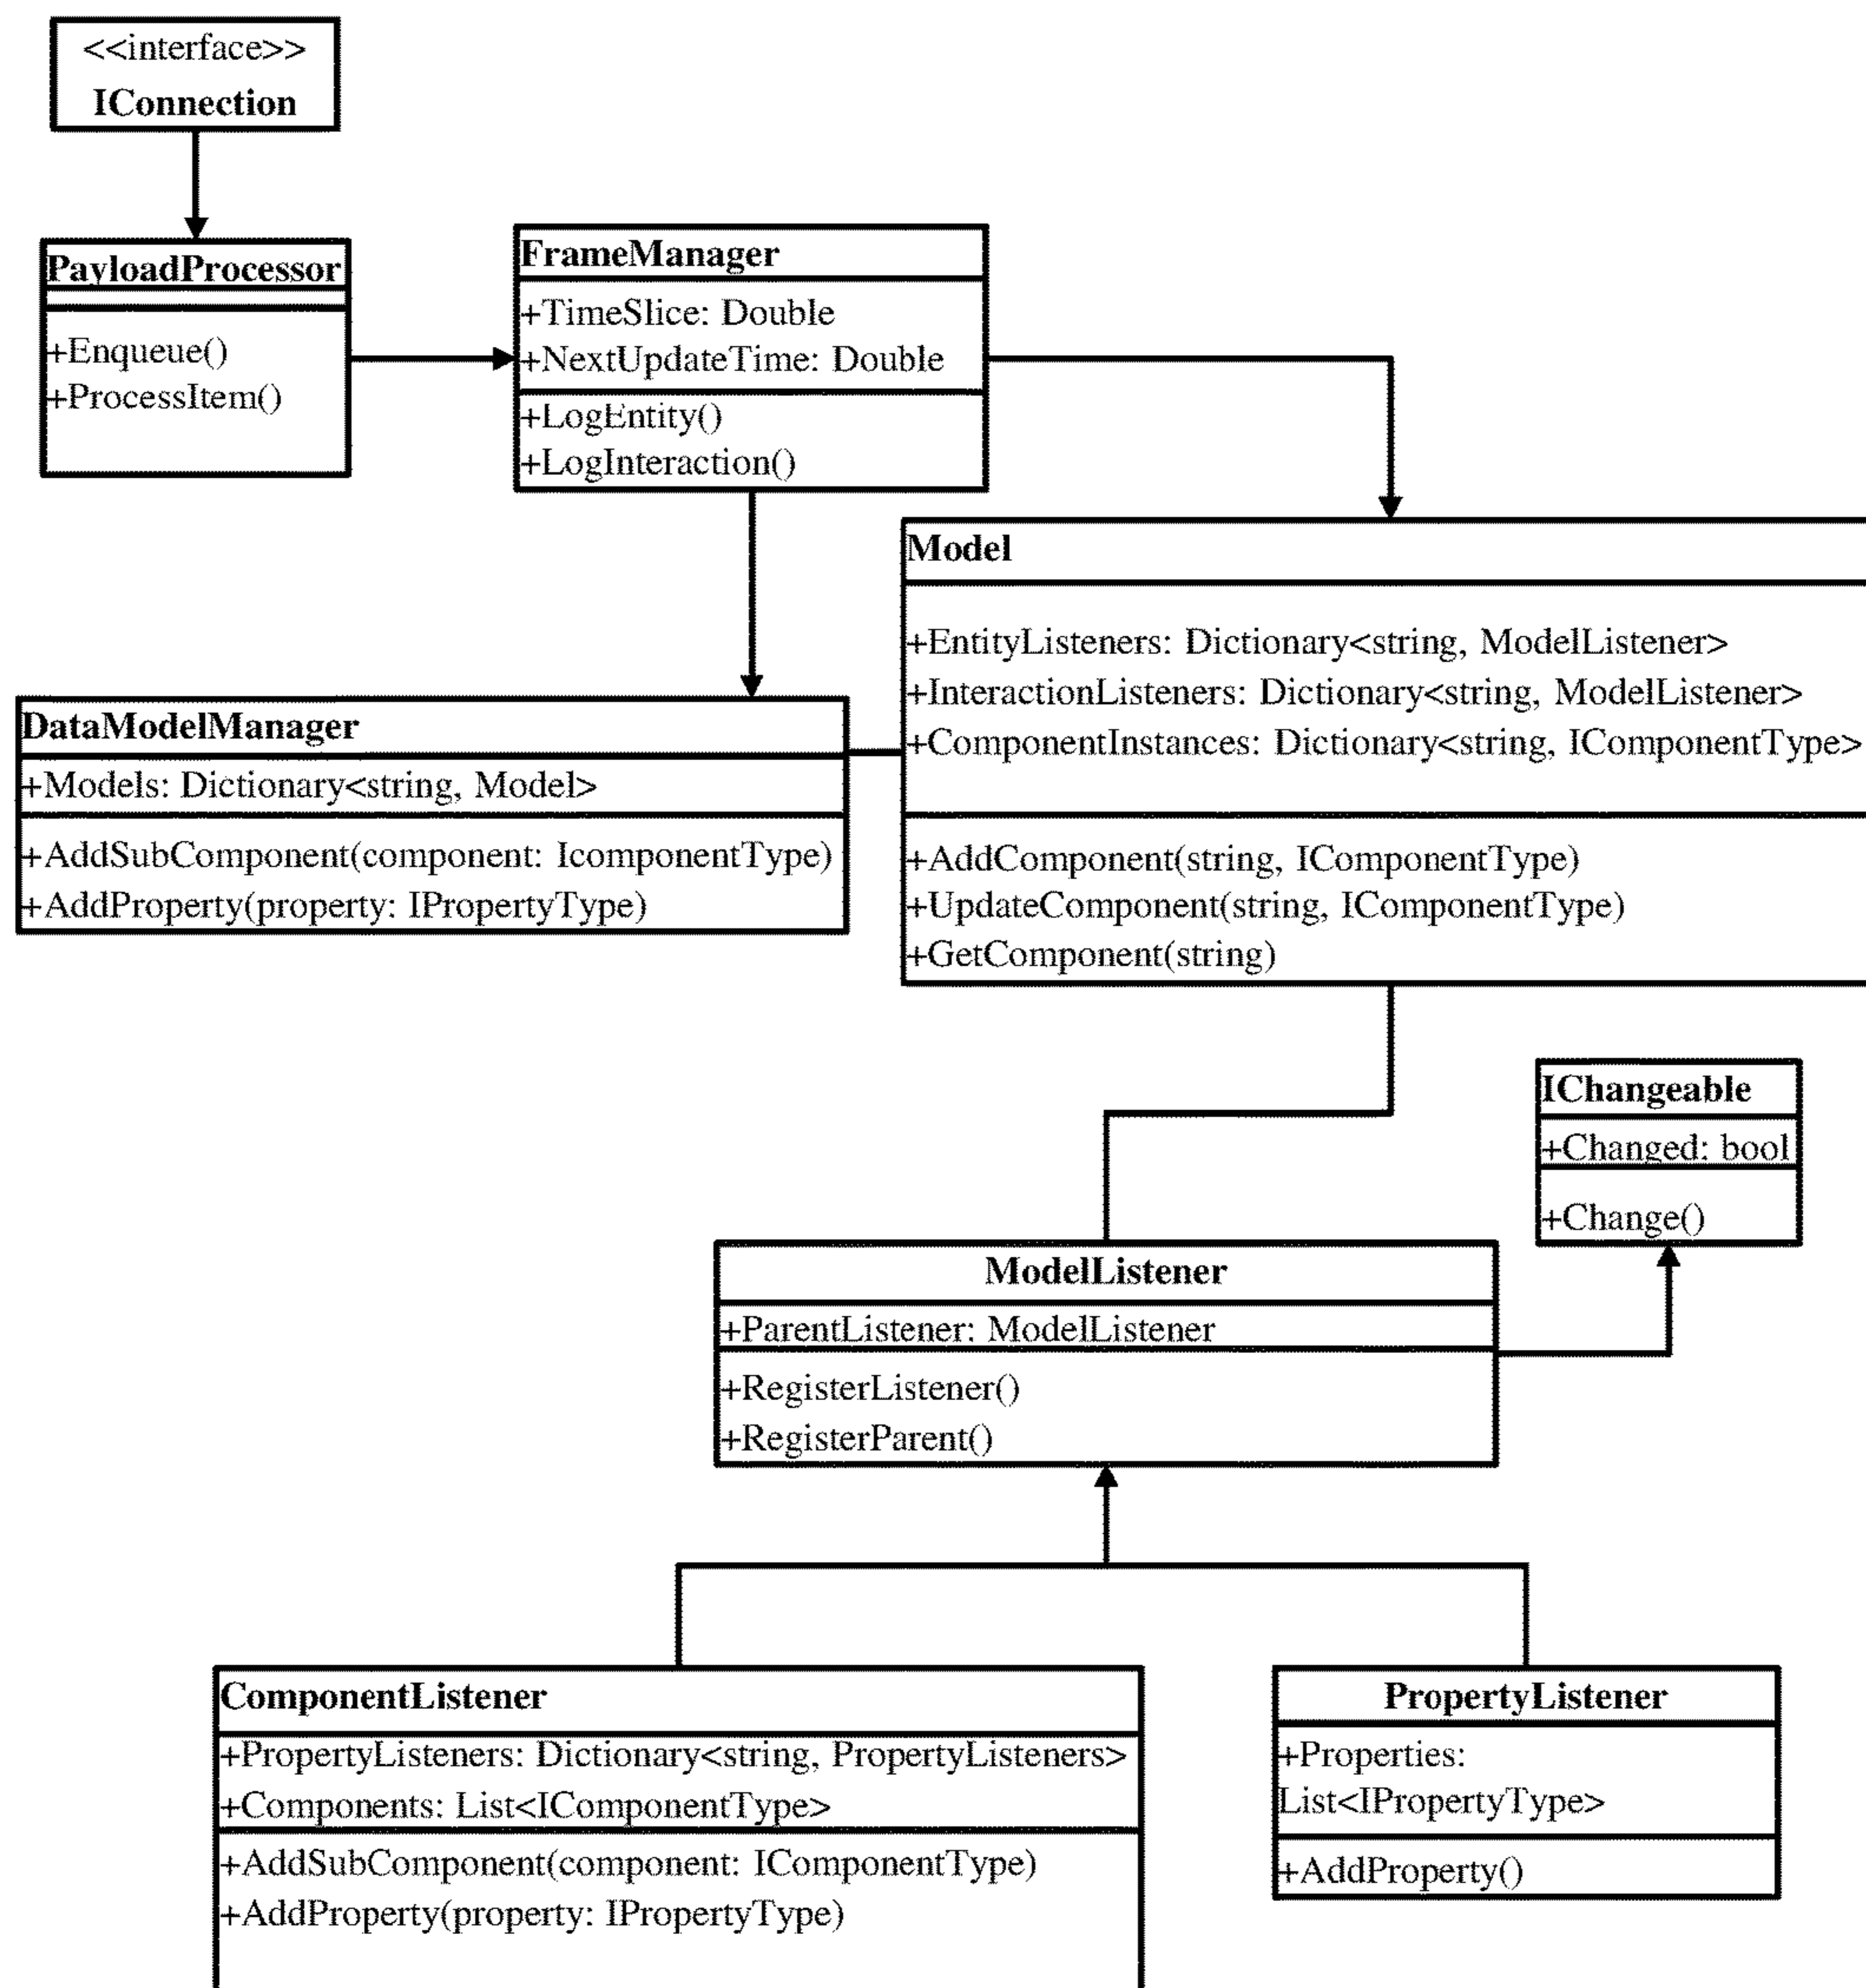 <<interface>>
IConnection
PayloadProcessor
+Enqueue()
+ProcessItem()
FrameManager
+TimeSlice: Double
+NextUpdateTime: Double
+LogEntity()
+LogInteraction()
Model
+EntityListeners: Dictionary<string, ModelListener>
+InteractionListeners: Dictionary<string, ModelListener>
+ComponentInstances: Dictionary<string, IComponentType>
+AddComponent(string, IComponentType)
+UpdateComponent(string, IComponentType)
+GetComponent(string)
DataModelManager
+Models: Dictionary<string, Model>
+AddSubComponent(component: IcomponentType)
+AddProperty(property: IPropertyType)
IChangeable
+Changed: bool
+Change()
ModelListener
+ParentListener: ModelListener
+RegisterListener()
+RegisterParent()
ComponentListener
+PropertyListeners: Dictionary<string, PropertyListeners>
+Components: List<IComponentType>
+AddSubComponent(component: IComponentType)
+AddProperty(property: IPropertyType)
PropertyListener
+Properties:
List<IPropertyType>
+AddProperty()